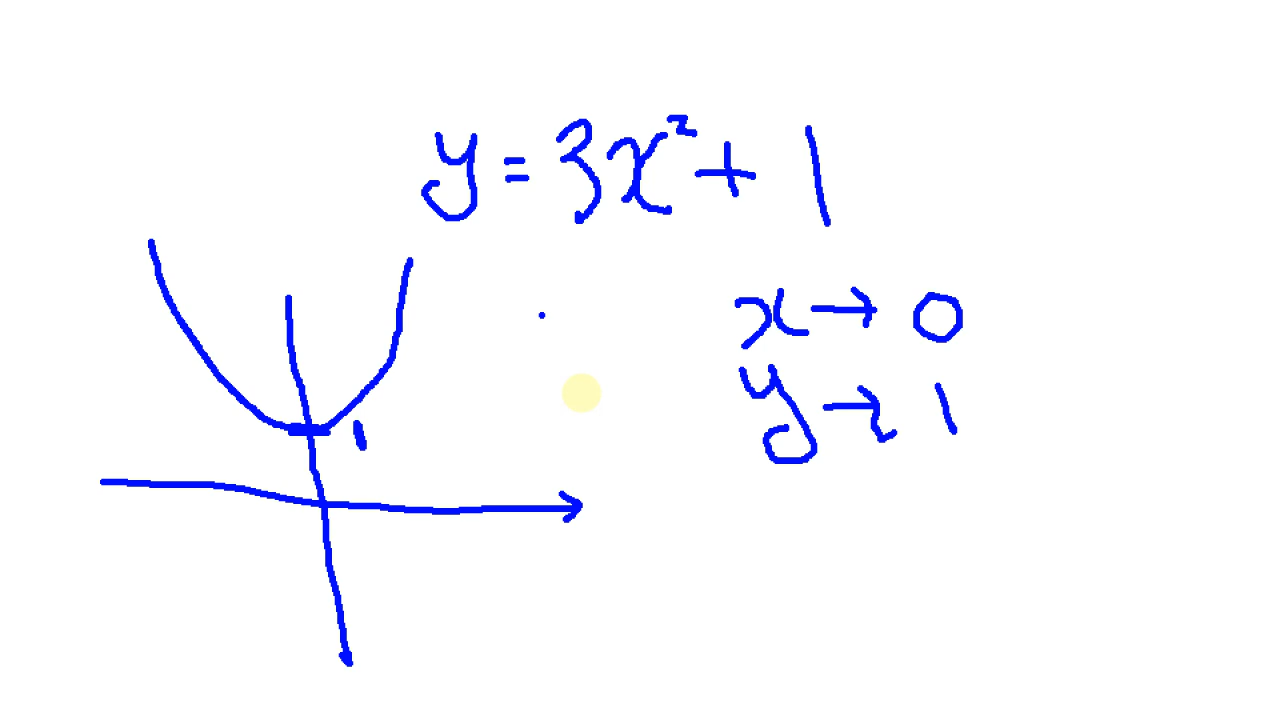 y = 3x² + 1
x → 0
y → 1
1